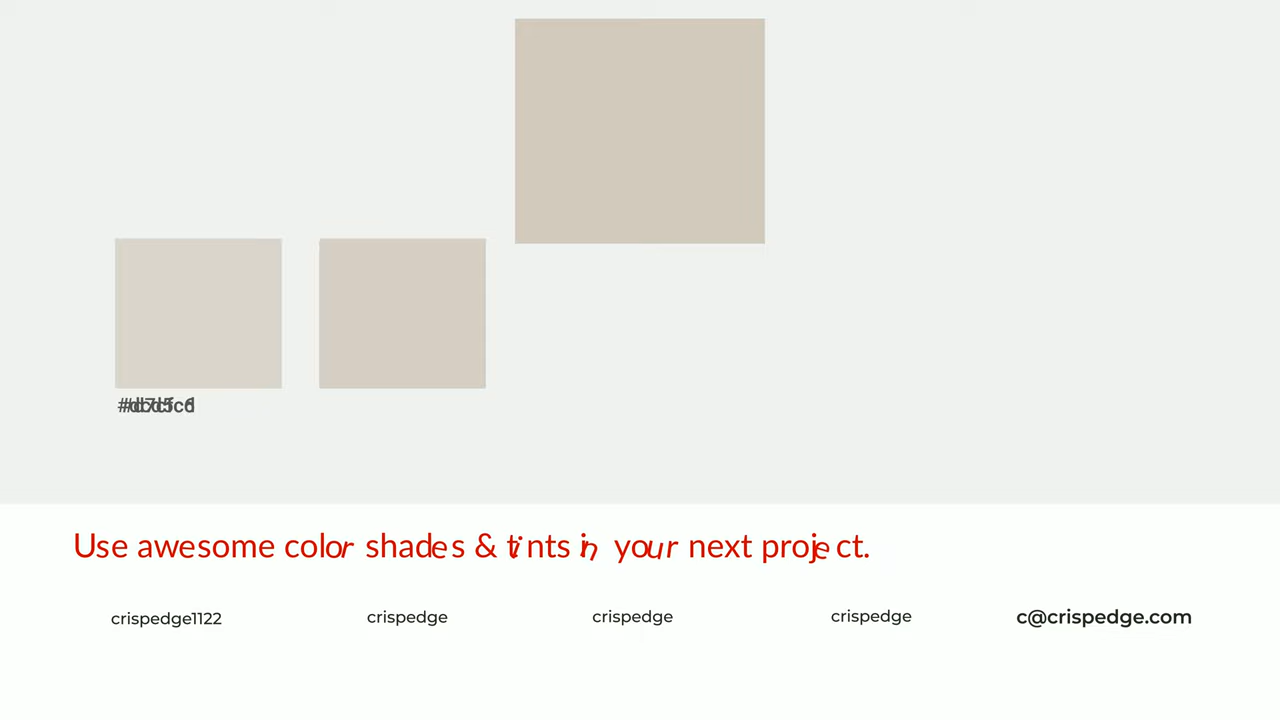 Use awesome color shades & tints in your next project.
crispedge1122 crispedge crispedge crispedge c@crispedge.com